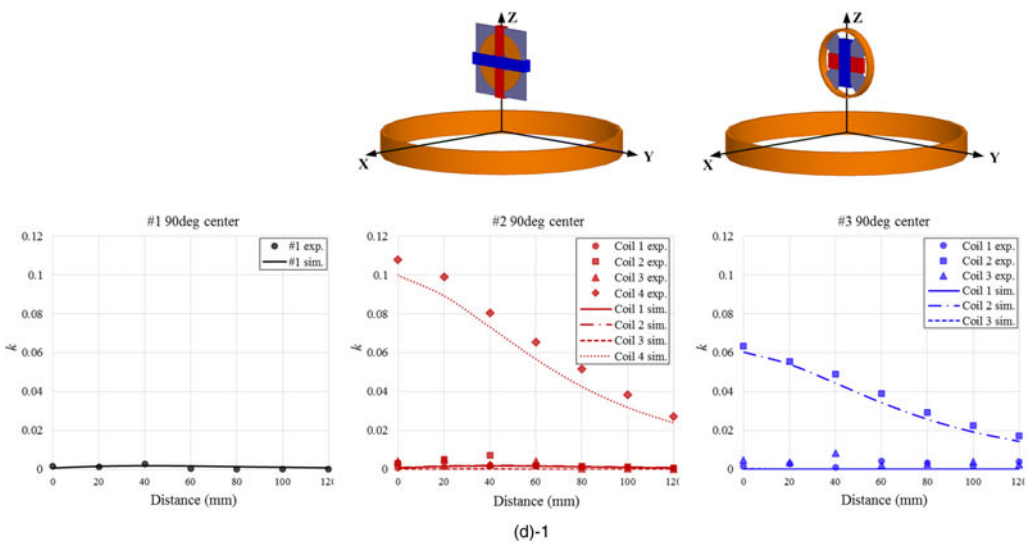 Z
X
Y
Z
X
Y
#1 90deg center
0.12
0.1
0.08
0.06
0.04
0.02
0
k
0 20 40 60 80 100 120
Distance (mm)
#1 exp.
#1 sim.
#2 90deg center
0.12
0.1
0.08
0.06
0.04
0.02
0
k
0 20 40 60 80 100 120
Distance (mm)
Coil 1 exp.
Coil 2 exp.
Coil 3 exp.
Coil 4 exp.
Coil 1 sim.
Coil 2 sim.
Coil 3 sim.
Coil 4 sim.
#3 90deg center
0.12
0.1
0.08
0.06
0.04
0.02
0
k
0 20 40 60 80 100 120
Distance (mm)
Coil 1 exp.
Coil 2 exp.
Coil 3 exp.
Coil 1 sim.
Coil 2 sim.
Coil 3 sim.
(d)-1